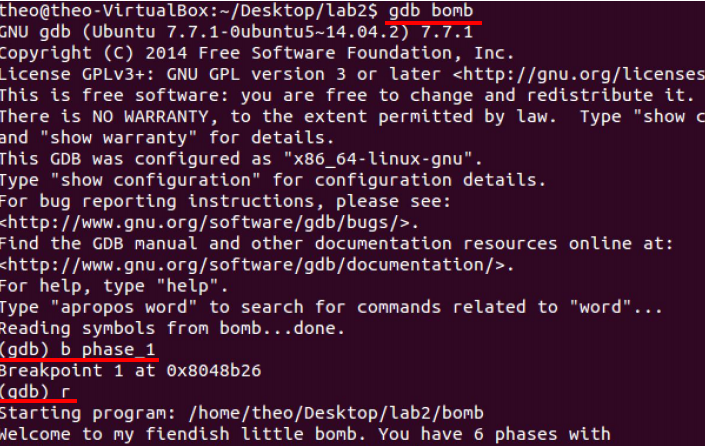 theo@theo-VirtualBox:~/Desktop/lab2$ gdb bomb
GNU gdb (Ubuntu 7.7.1-0ubuntu5~14.04.2) 7.7.1
Copyright (C) 2014 Free Software Foundation, Inc.
License GPLv3+: GNU GPL version 3 or later <http://gnu.org/licenses
This is free software: you are free to change and redistribute it.
There is NO WARRANTY, to the extent permitted by law.  Type "show c
and "show warranty" for details.
This GDB was configured as "x86_64-linux-gnu".
Type "show configuration" for configuration details.
For bug reporting instructions, please see:
<http://www.gnu.org/software/gdb/bugs/>.
Find the GDB manual and other documentation resources online at:
<http://www.gnu.org/software/gdb/documentation/>.
For help, type "help".
Type "apropos word" to search for commands related to "word"...
Reading symbols from bomb...done.
(gdb) b phase_1
Breakpoint 1 at 0x8048b26
(gdb) r
Starting program: /home/theo/Desktop/lab2/bomb
Welcome to my fiendish little bomb. You have 6 phases with